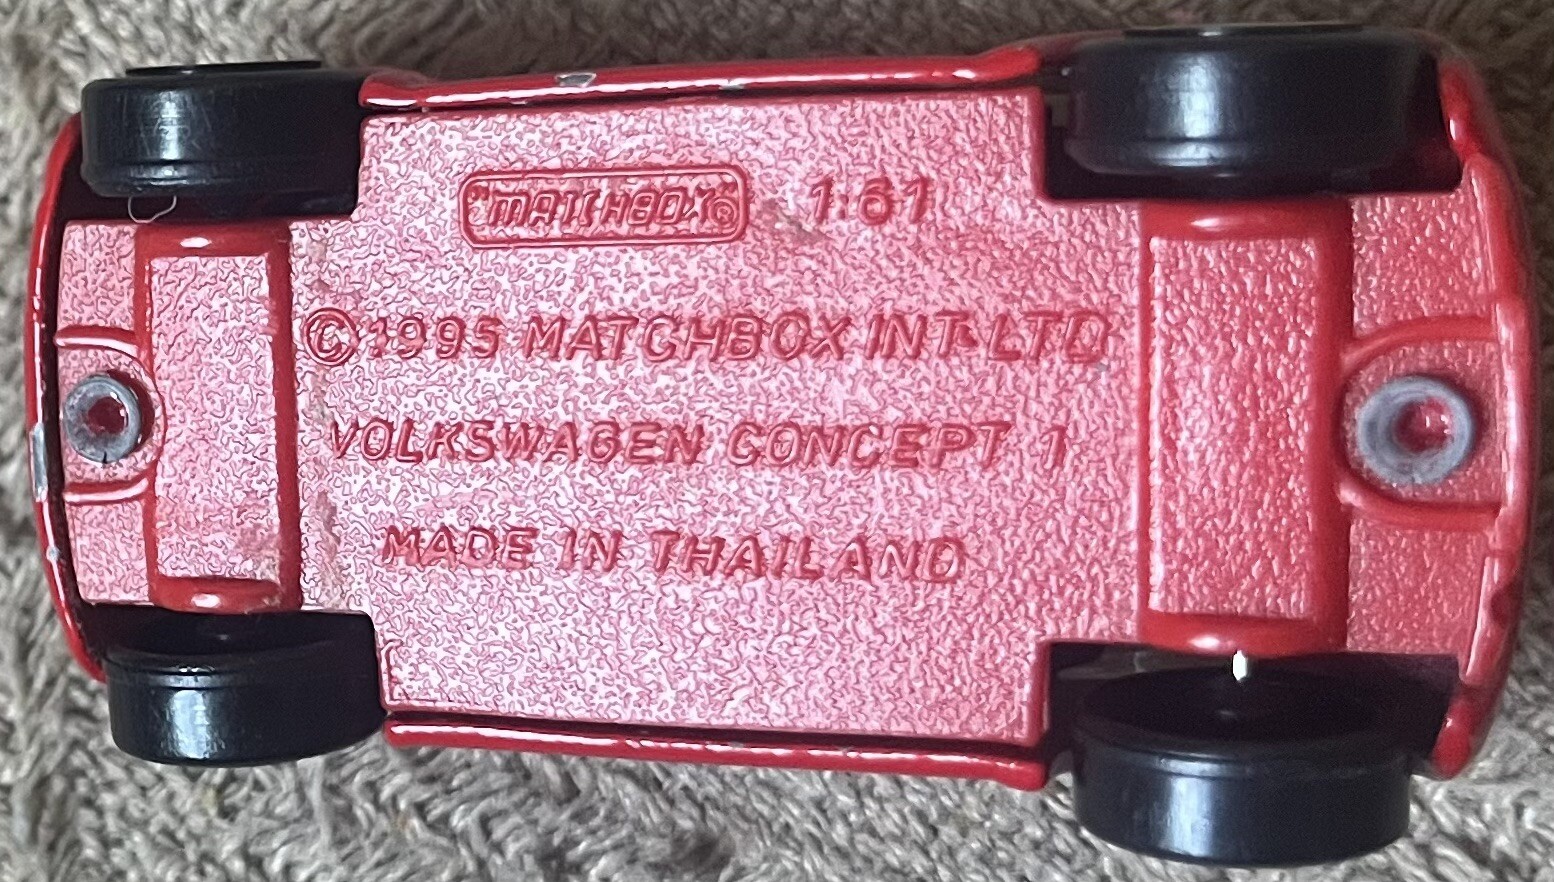 "MATCHBOX"® 1:61
©1995 MATCHBOX INT'L LTD
VOLKSWAGEN CONCEPT 1
MADE IN THAILAND